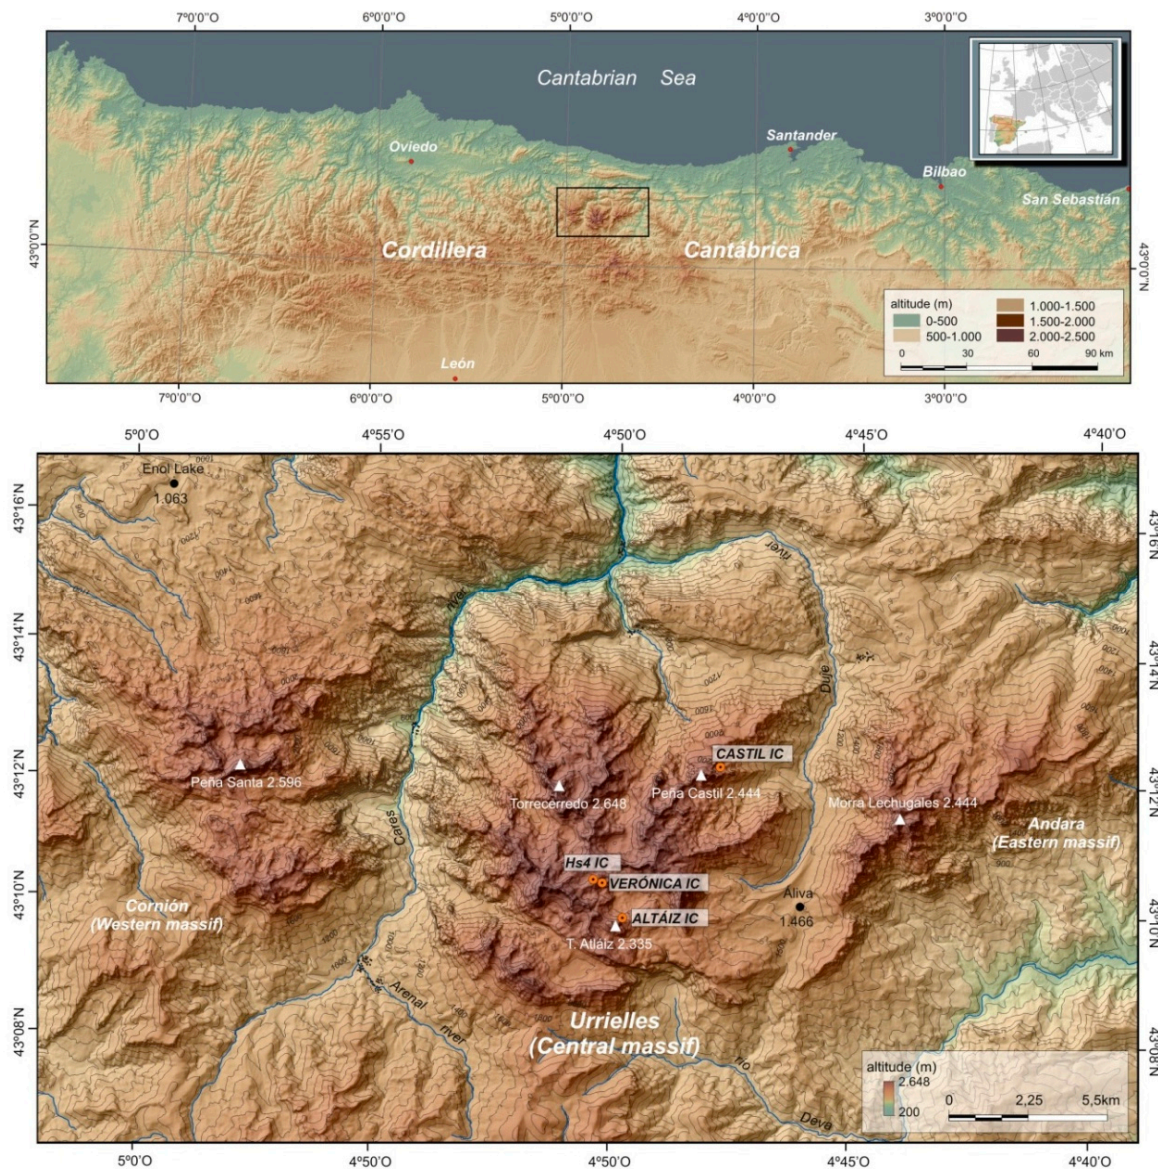 7º0'0"O 6º0'0"O 5º0'0"O 4º0'0"O 3º0'0"O
Cantabrian Sea
Oviedo
Santander
Bilbao
San Sebastián
43º0'0"N
Cordillera Cantábrica
43º0'0"N
León
altitude (m)
0-500
500-1.000
1.000-1.500
1.500-2.000
2.000-2.500
0 30 60 90 km
7º0'0"O 6º0'0"O 5º0'0"O 4º0'0"O 3º0'0"O
5º0'O 4º55'O 4º50'O 4º45'O 4º40'O
Enol Lake
1.063
43º16'N
43º16'N
river
river
43º14'N
43º14'N
Duje
CASTIL IC
43º12'N
43º12'N
Peña Santa 2.596
Torrecerredo 2.648
Peña Castil 2.444
Morra Lechugales 2.444
Cares
Andara
(Eastern massif)
Hs4 IC
VERÓNICA IC
43º10'N
43º10'N
Cornión
(Western massif)
Áliva
1.466
ALTÁIZ IC
T. Atláiz 2.335
Arenal
river
43º08'N
43º08'N
Urrielles
(Central massif)
rio
Deva
altitude (m)
2.648
200
0 2,25 5,5km
5º0'O 4º50'O 4º50'O 4º45'O 4º40'O